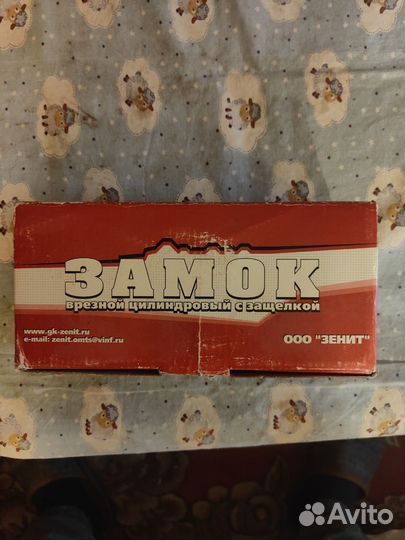 ЗАМОК
врезной цилиндровый с защелкой
www.gk-zenit.ru
e-mail: zenit.omts@vinf.ru
ООО "ЗЕНИТ"
Avito